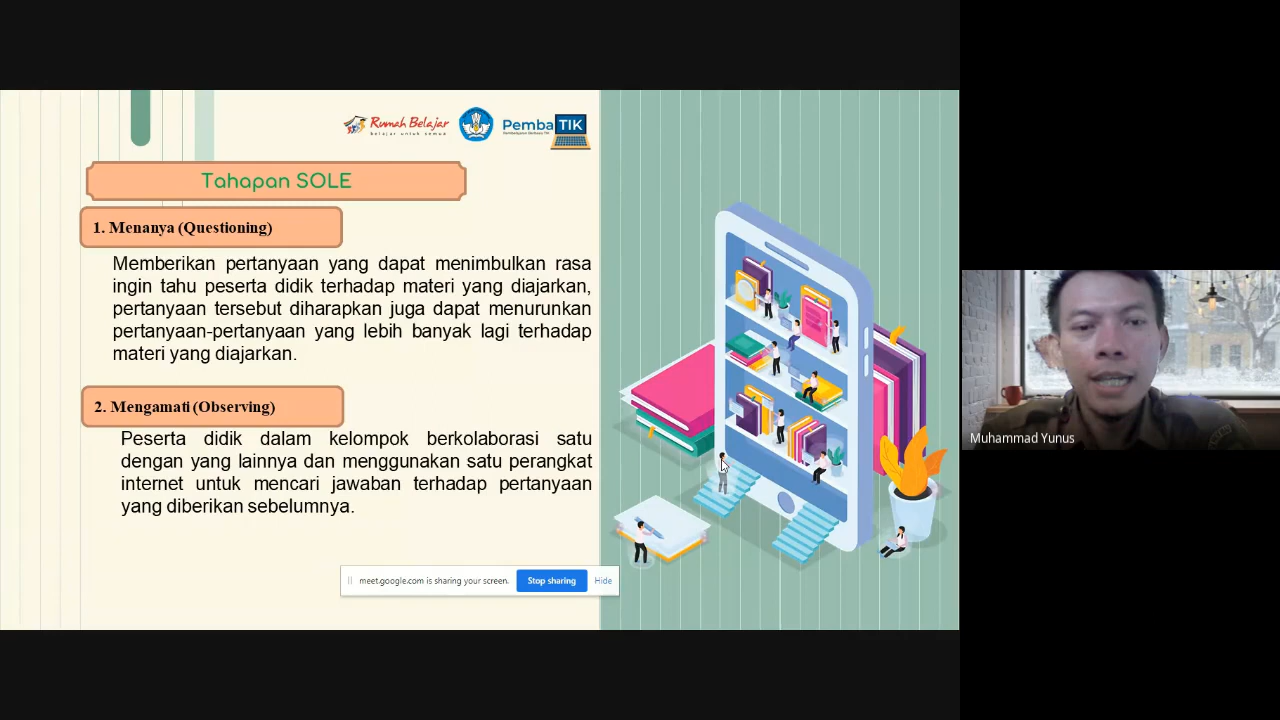 Rumah Belajar
belajar untuk semua
PembaTIK
Tahapan SOLE
1. Menanya (Questioning)
Memberikan pertanyaan yang dapat menimbulkan rasa
ingin tahu peserta didik terhadap materi yang diajarkan,
pertanyaan tersebut diharapkan juga dapat menurunkan
pertanyaan-pertanyaan yang lebih banyak lagi terhadap
materi yang diajarkan.
2. Mengamati (Observing)
Peserta didik dalam kelompok berkolaborasi satu
dengan yang lainnya dan menggunakan satu perangkat
internet untuk mencari jawaban terhadap pertanyaan
yang diberikan sebelumnya.
meet.google.com is sharing your screen.
Stop sharing
Hide
Muhammad Yunus